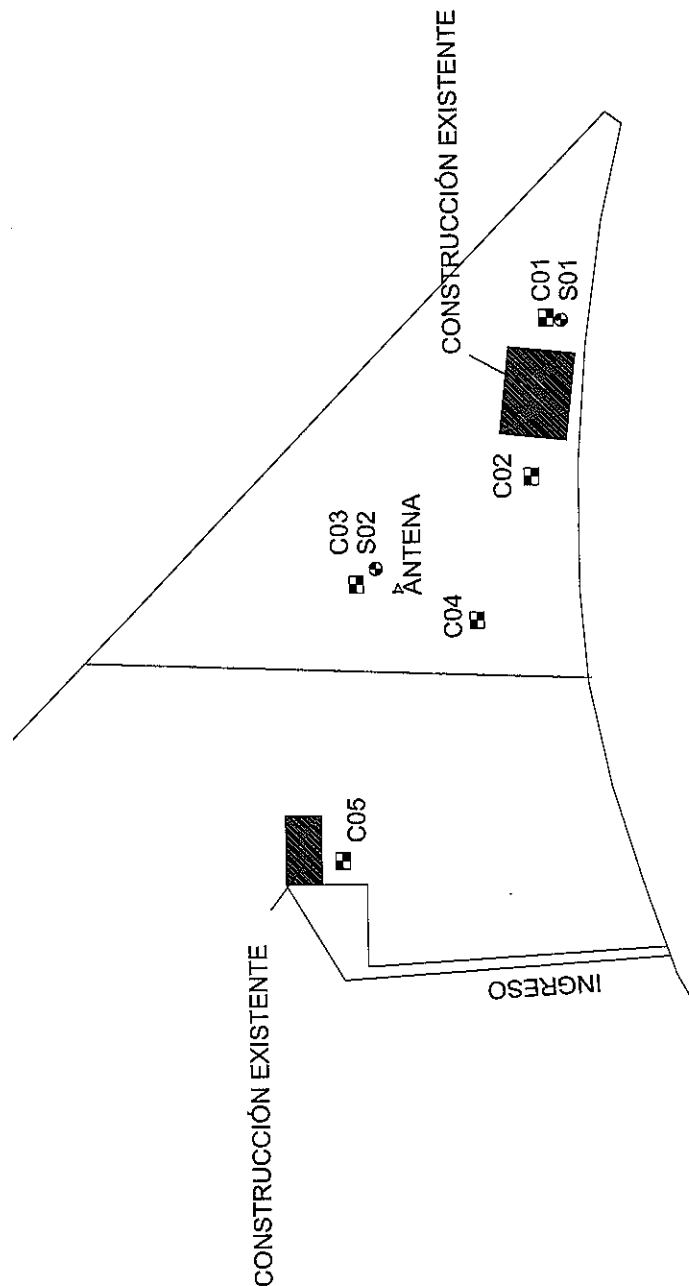 CONSTRUCCIÓN EXISTENTE
C01
S01
C02
C03
S02
ANTENA
C04
C05
CONSTRUCCIÓN EXISTENTE
INGRESO